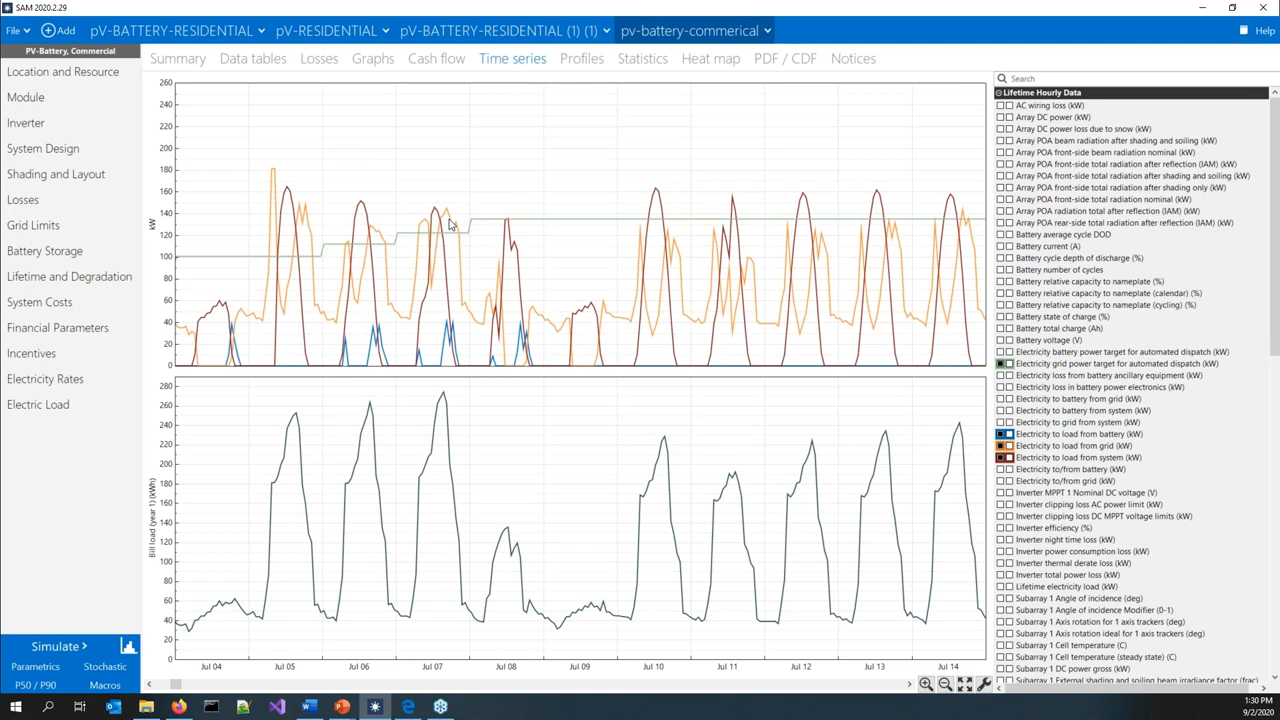 SAM 2020.2.29
File
Add
pV-BATTERY-RESIDENTIAL
pV-RESIDENTIAL
pV-BATTERY-RESIDENTIAL (1) (1)
pv-battery-commerical
Help
PV-Battery, Commercial
Location and Resource
Module
Inverter
System Design
Shading and Layout
Losses
Grid Limits
Battery Storage
Lifetime and Degradation
System Costs
Financial Parameters
Incentives
Electricity Rates
Electric Load
Simulate >
Parametrics
Stochastic
P50 / P90
Macros
Summary
Data tables
Losses
Graphs
Cash flow
Time series
Profiles
Statistics
Heat map
PDF / CDF
Notices
260
240
220
200
180
160
140
120
100
80
60
40
20
0
kW
280
260
240
220
200
180
160
140
120
100
80
60
40
20
0
Bill load (year 1) (kWh)
Jul 04
Jul 05
Jul 06
Jul 07
Jul 08
Jul 09
Jul 10
Jul 11
Jul 12
Jul 13
Jul 14
Search
Lifetime Hourly Data
AC wiring loss (kW)
Array DC power (kW)
Array DC power loss due to snow (kW)
Array POA beam radiation after shading and soiling (kW)
Array POA front-side beam radiation nominal (kW)
Array POA front-side total radiation after reflection (IAM) (kW)
Array POA front-side total radiation after shading and soiling (kW)
Array POA front-side total radiation after shading only (kW)
Array POA front-side total radiation nominal (kW)
Array POA radiation total after reflection (IAM) (kW)
Array POA rear-side total radiation after reflection (IAM) (kW)
Battery average cycle DOD
Battery current (A)
Battery cycle depth of discharge (%)
Battery number of cycles
Battery relative capacity to nameplate (%)
Battery relative capacity to nameplate (calendar) (%)
Battery relative capacity to nameplate (cycling) (%)
Battery state of charge (%)
Battery total charge (Ah)
Battery voltage (V)
Electricity battery power target for automated dispatch (kW)
Electricity grid power target for automated dispatch (kW)
Electricity loss from battery ancillary equipment (kW)
Electricity loss in battery power electronics (kW)
Electricity to battery from grid (kW)
Electricity to battery from system (kW)
Electricity to grid from system (kW)
Electricity to load from battery (kW)
Electricity to load from grid (kW)
Electricity to load from system (kW)
Electricity to/from battery (kW)
Electricity to/from grid (kW)
Inverter MPPT 1 Nominal DC voltage (V)
Inverter clipping loss AC power limit (kW)
Inverter clipping loss DC MPPT voltage limits (kW)
Inverter efficiency (%)
Inverter night time loss (kW)
Inverter power consumption loss (kW)
Inverter thermal derate loss (kW)
Inverter total power loss (kW)
Lifetime electricity load (kW)
Subarray 1 Angle of incidence (deg)
Subarray 1 Angle of incidence Modifier (0-1)
Subarray 1 Axis rotation for 1 axis trackers (deg)
Subarray 1 Axis rotation ideal for 1 axis trackers (deg)
Subarray 1 Cell temperature (C)
Subarray 1 Cell temperature (steady state) (C)
Subarray 1 DC power gross (kW)
Subarray 1 External shading and soiling beam irradiance factor (frac)
1:30 PM
9/2/2020